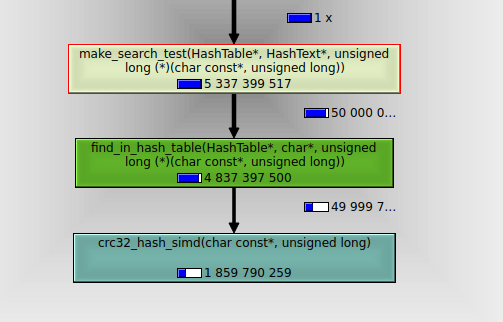 1 x
make_search_test(HashTable*, HashText*, unsigned
long (*)(char const*, unsigned long))
5 337 399 517
50 000 0...
find_in_hash_table(HashTable*, char*, unsigned
long (*)(char const*, unsigned long))
4 837 397 500
49 999 7...
crc32_hash_simd(char const*, unsigned long)
1 859 790 259